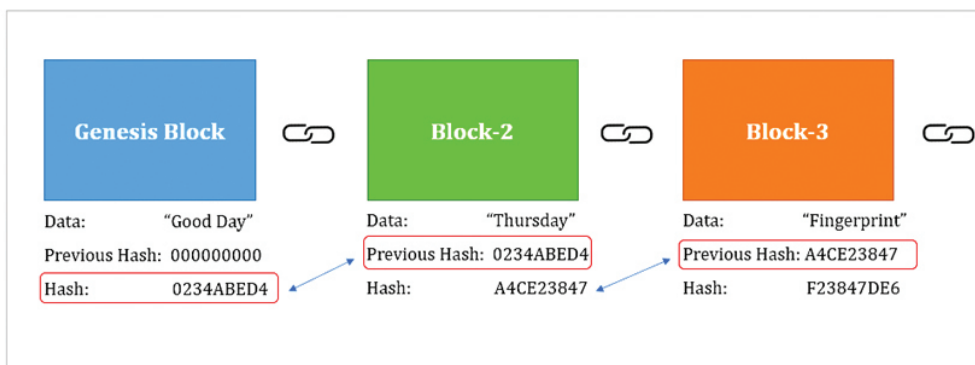 Genesis Block
Block-2
Block-3
Data: “Good Day”
Previous Hash: 000000000
Hash: 0234ABED4
Data: “Thursday”
Previous Hash: 0234ABED4
Hash: A4CE23847
Data: “Fingerprint”
Previous Hash: A4CE23847
Hash: F23847DE6